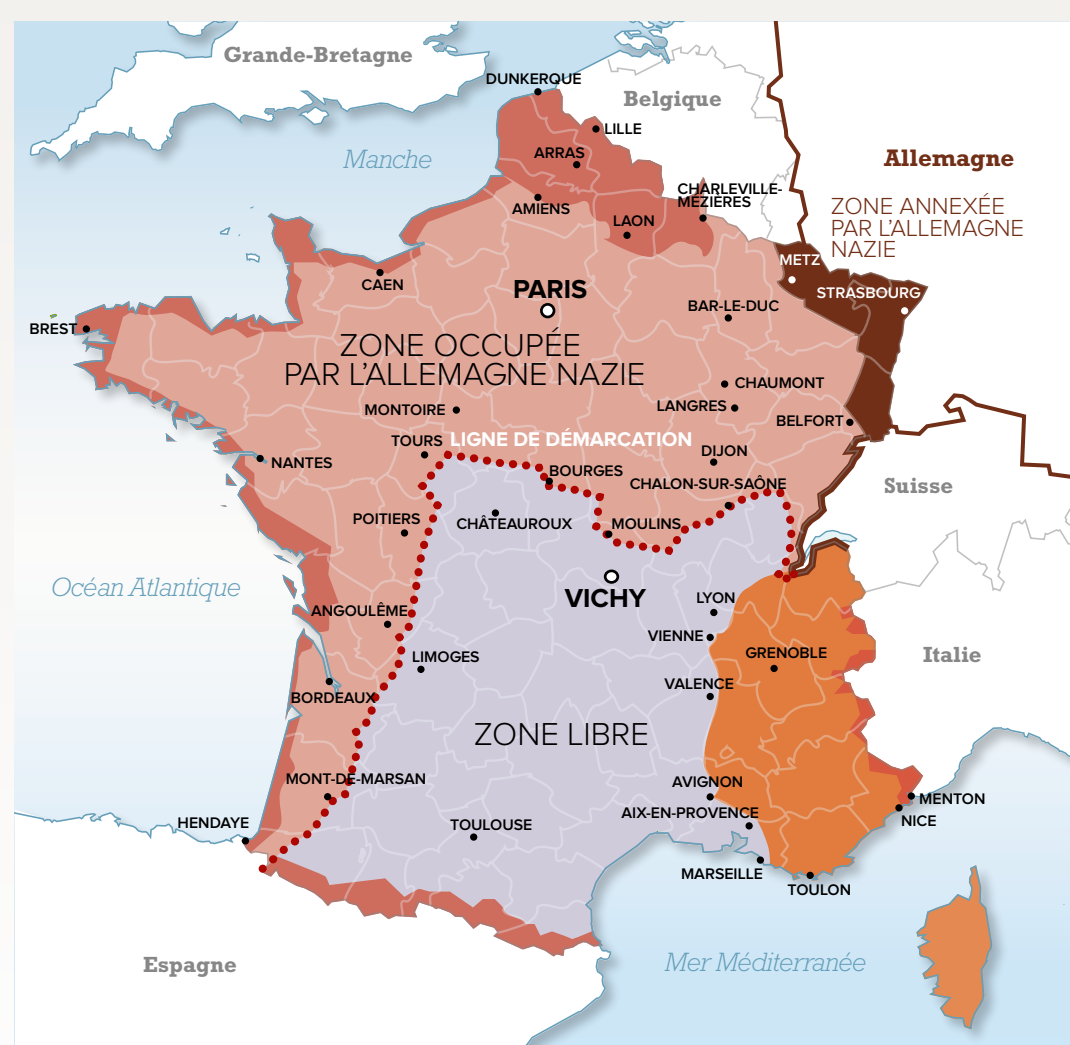 Grande-Bretagne
DUNKERQUE
Belgique
LILLE
Manche
ARRAS
Allemagne
CHARLEVILLE-
MÉZIÈRES
AMIENS
LAON
ZONE ANNEXÉE
PAR L'ALLEMAGNE
NAZIE
METZ
CAEN
PARIS
STRASBOURG
BAR-LE-DUC
BREST
ZONE OCCUPÉE
PAR L'ALLEMAGNE NAZIE
CHAUMONT
MONTOIRE
LANGRES
BELFORT
TOURS
LIGNE DE DÉMARCATION
DIJON
NANTES
BOURGES
CHALON-SUR-SAÔNE
Suisse
POITIERS
CHÂTEAUROUX
MOULINS
Océan Atlantique
VICHY
LYON
ANGOULÊME
VIENNE
LIMOGES
GRENOBLE
Italie
VALENCE
BORDEAUX
ZONE LIBRE
MONT-DE-MARSAN
AVIGNON
MENTON
HENDAYE
TOULOUSE
AIX-EN-PROVENCE
NICE
MARSEILLE
TOULON
Espagne
Mer Méditerranée